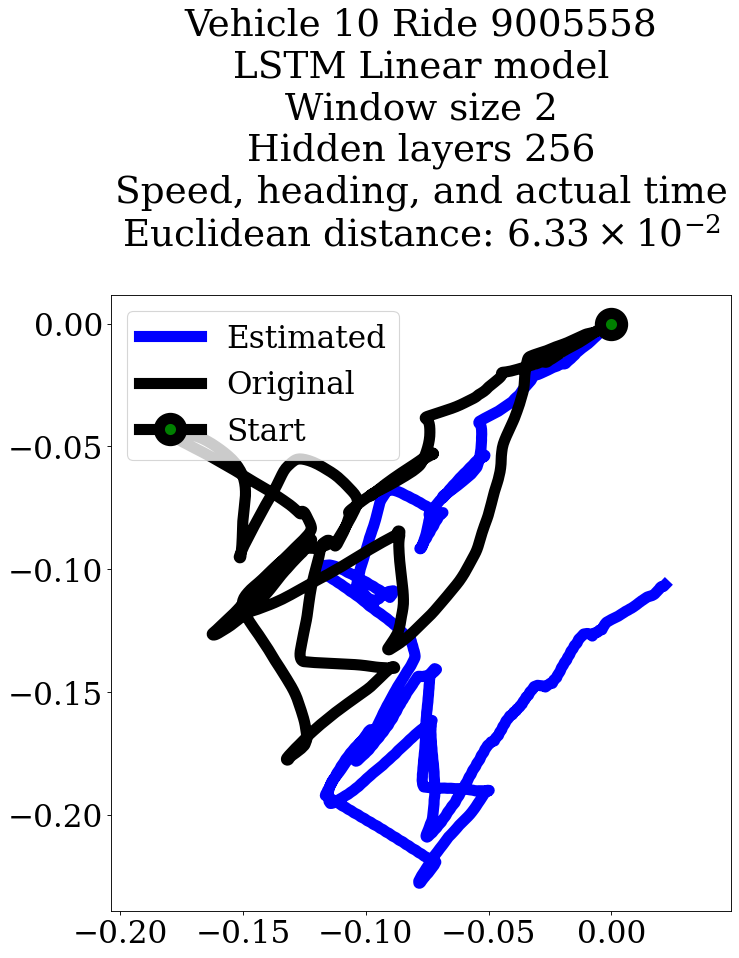 Vehicle 10 Ride 9005558
LSTM Linear model
Window size 2
Hidden layers 256
Speed, heading, and actual time
Euclidean distance: 6.33 × 10⁻²
Estimated
Original
Start
0.00
−0.05
−0.10
−0.15
−0.20
−0.20 −0.15 −0.10 −0.05 0.00